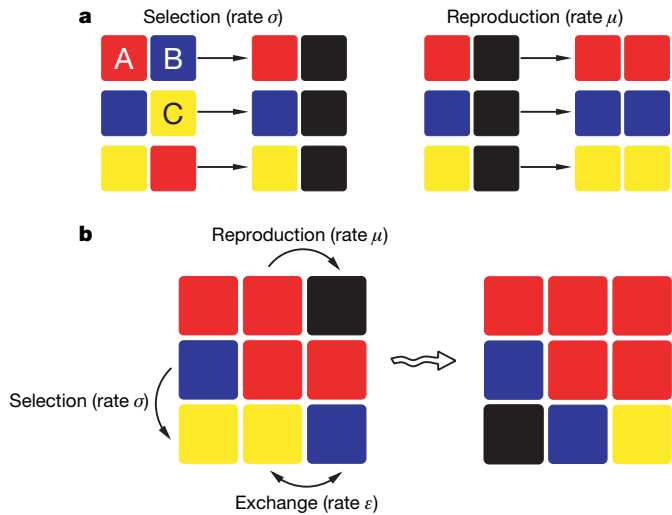 a
Selection (rate σ)
Reproduction (rate μ)
A B
C
b
Reproduction (rate μ)
Selection (rate σ)
Exchange (rate ε)